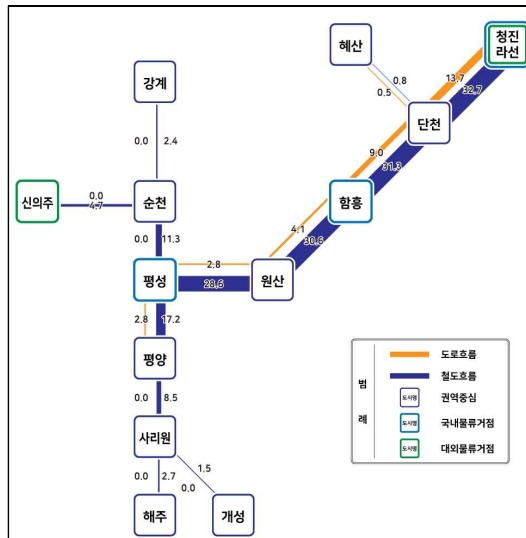 청진
라선
혜산
13.7
32.7
0.8
0.5
강계
단천
0.0
2.4
9.0
31.3
신의주
0.0
4.7
순천
함흥
4.1
30.6
0.0
11.3
평성
2.8
28.6
원산
2.8
17.2
평양
0.0
8.5
사리원
0.0
2.7
1.5
0.0
해주
개성
범
례
도로흐름
철도흐름
도시명
권역중심
도시명
국내물류거점
도시명
대외물류거점